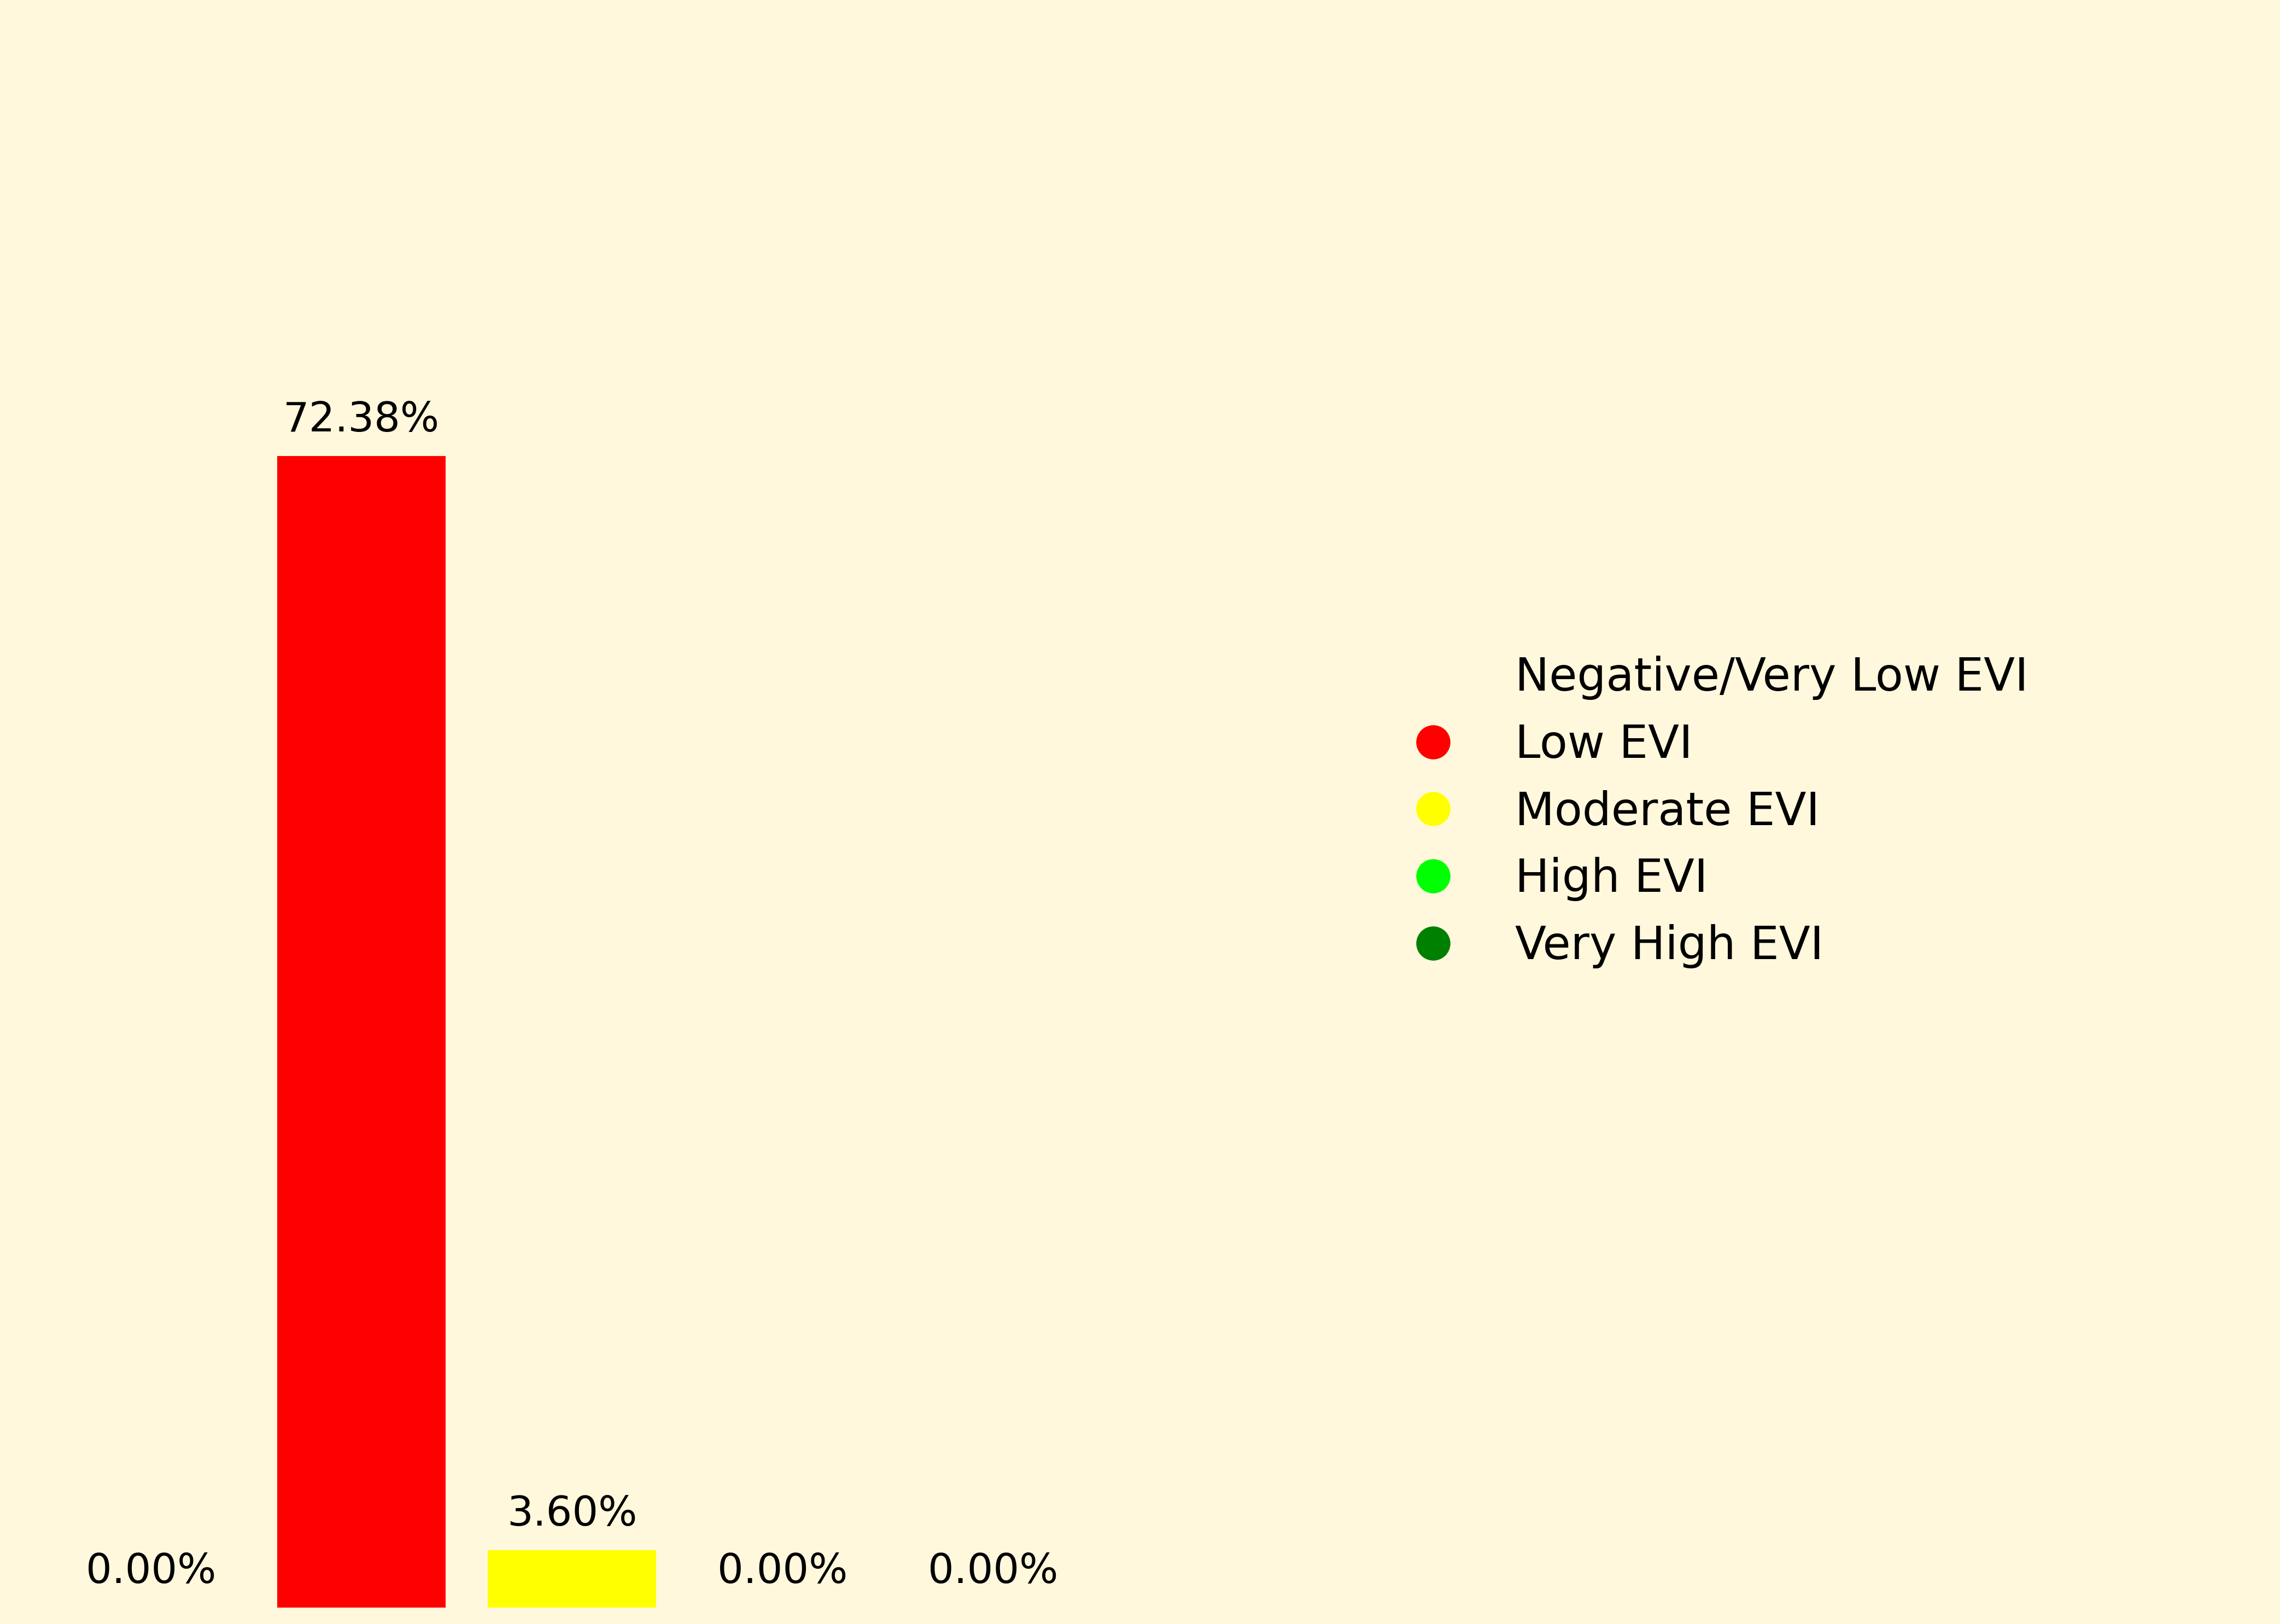 72.38%
Negative/Very Low EVI
Low EVI
Moderate EVI
High EVI
Very High EVI
3.60%
0.00%
0.00%
0.00%